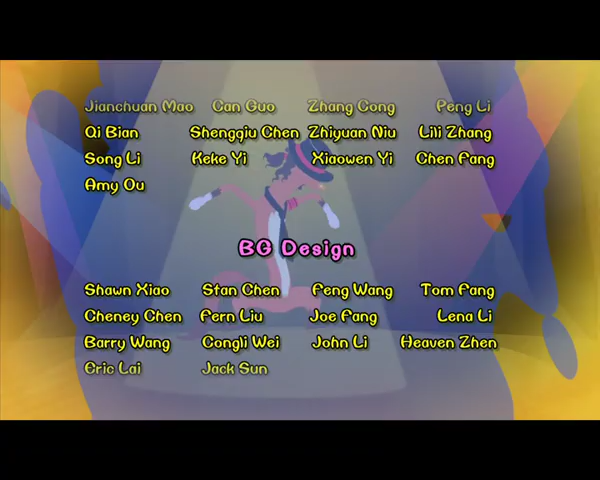 Jianchuan Mao Can Guo Zhang Cong Peng Li
Qi Bian Shengqiu Chen Zhiyuan Niu Lili Zhang
Song Li Keke Yi Xiaowen Yi Chen Fang
Amy Ou
BG Design
Shawn Xiao Stan Chen Feng Wang Tom Fang
Cheney Chen Fern Liu Joe Fang Lena Li
Barry Wang Congli Wei John Li Heaven Zhen
Eric Lai Jack Sun